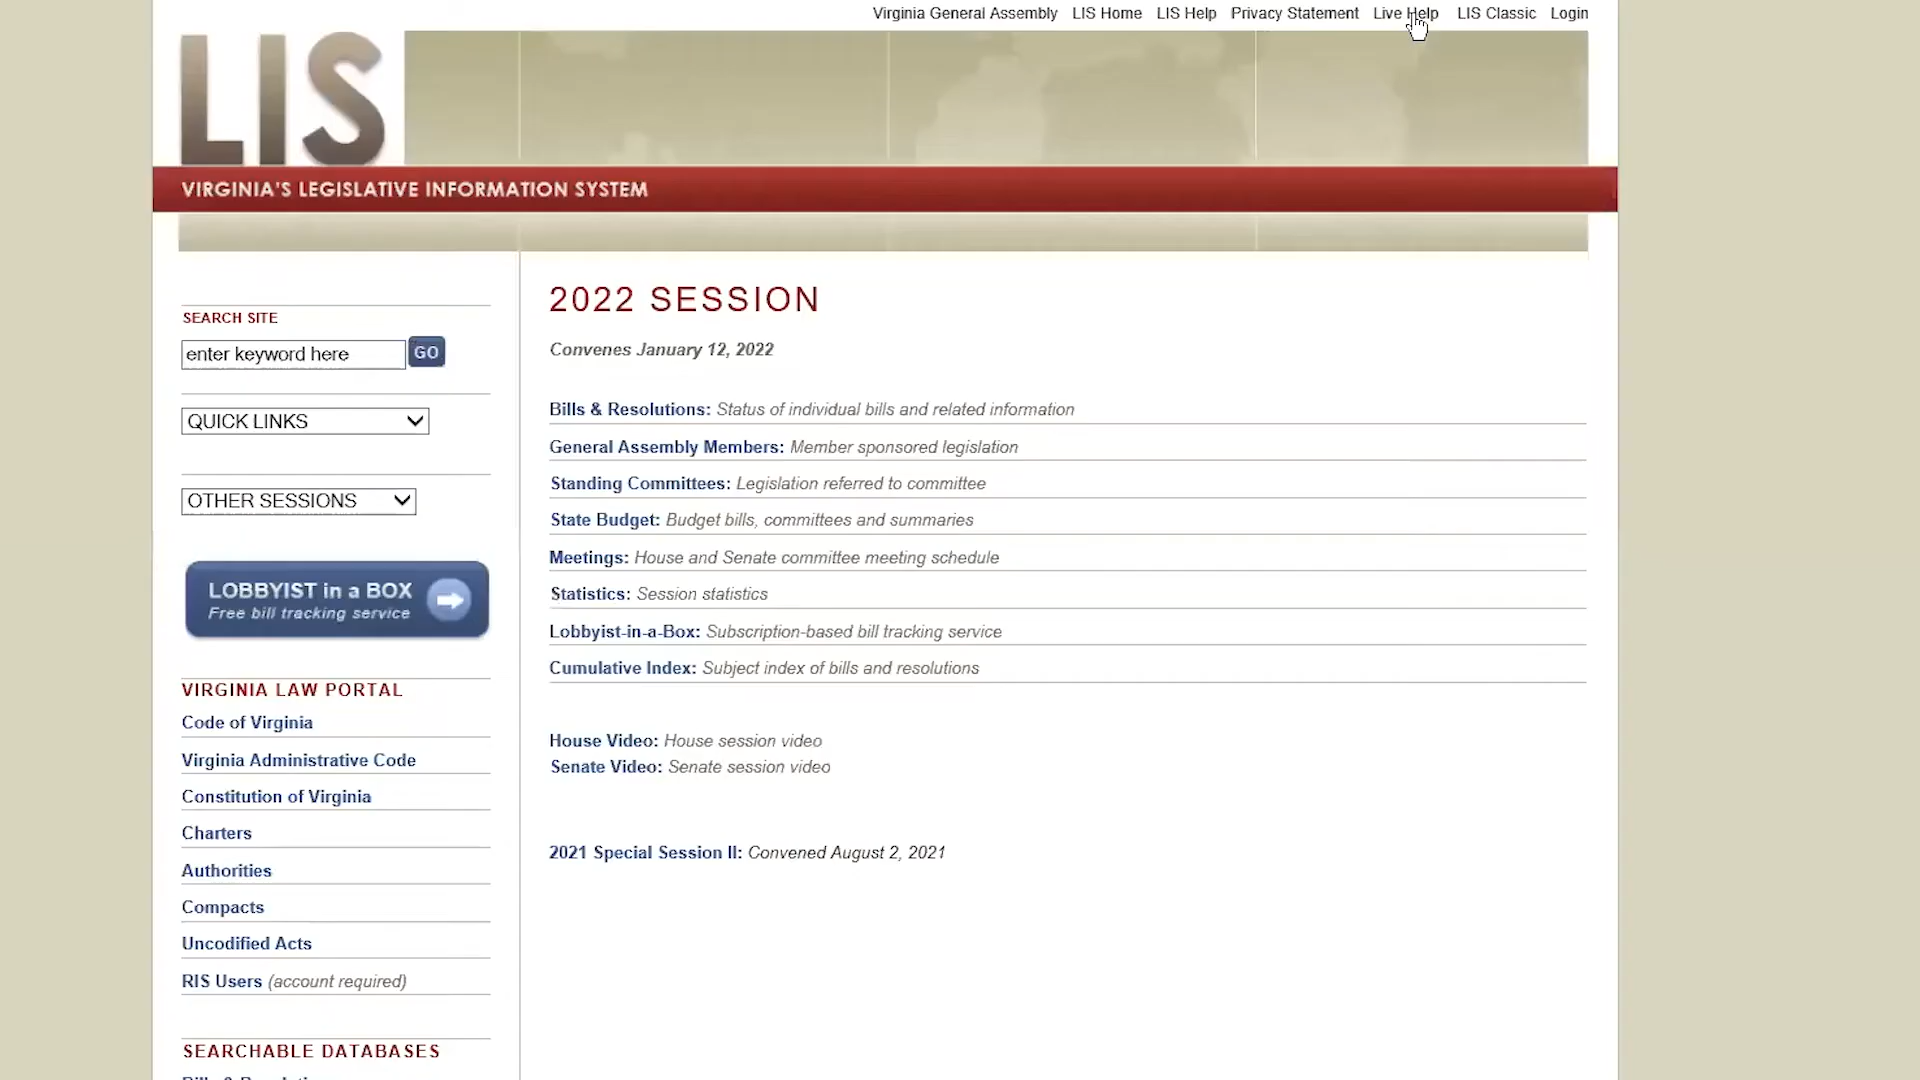 Virginia General Assembly LIS Home LIS Help Privacy Statement Live Help LIS Classic Login
LIS
VIRGINIA'S LEGISLATIVE INFORMATION SYSTEM
SEARCH SITE
enter keyword here GO
QUICK LINKS
OTHER SESSIONS
LOBBYIST in a BOX
Free bill tracking service
VIRGINIA LAW PORTAL
Code of Virginia
Virginia Administrative Code
Constitution of Virginia
Charters
Authorities
Compacts
Uncodified Acts
RIS Users (account required)
SEARCHABLE DATABASES
2022 SESSION
Convenes January 12, 2022
Bills & Resolutions: Status of individual bills and related information
General Assembly Members: Member sponsored legislation
Standing Committees: Legislation referred to committee
State Budget: Budget bills, committees and summaries
Meetings: House and Senate committee meeting schedule
Statistics: Session statistics
Lobbyist-in-a-Box: Subscription-based bill tracking service
Cumulative Index: Subject index of bills and resolutions
House Video: House session video
Senate Video: Senate session video
2021 Special Session II: Convened August 2, 2021